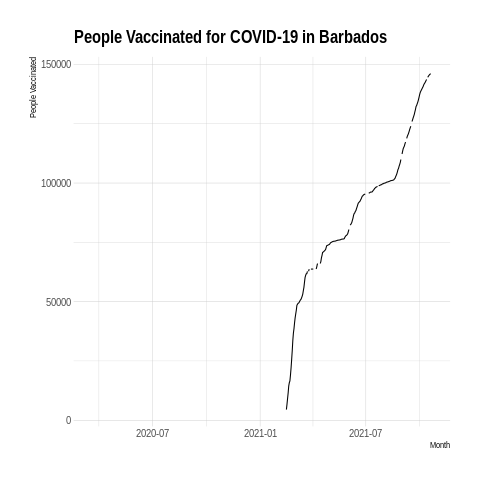 People Vaccinated for COVID-19 in Barbados
People Vaccinated
150000
100000
50000
0
2020-07 2021-01 2021-07
Month